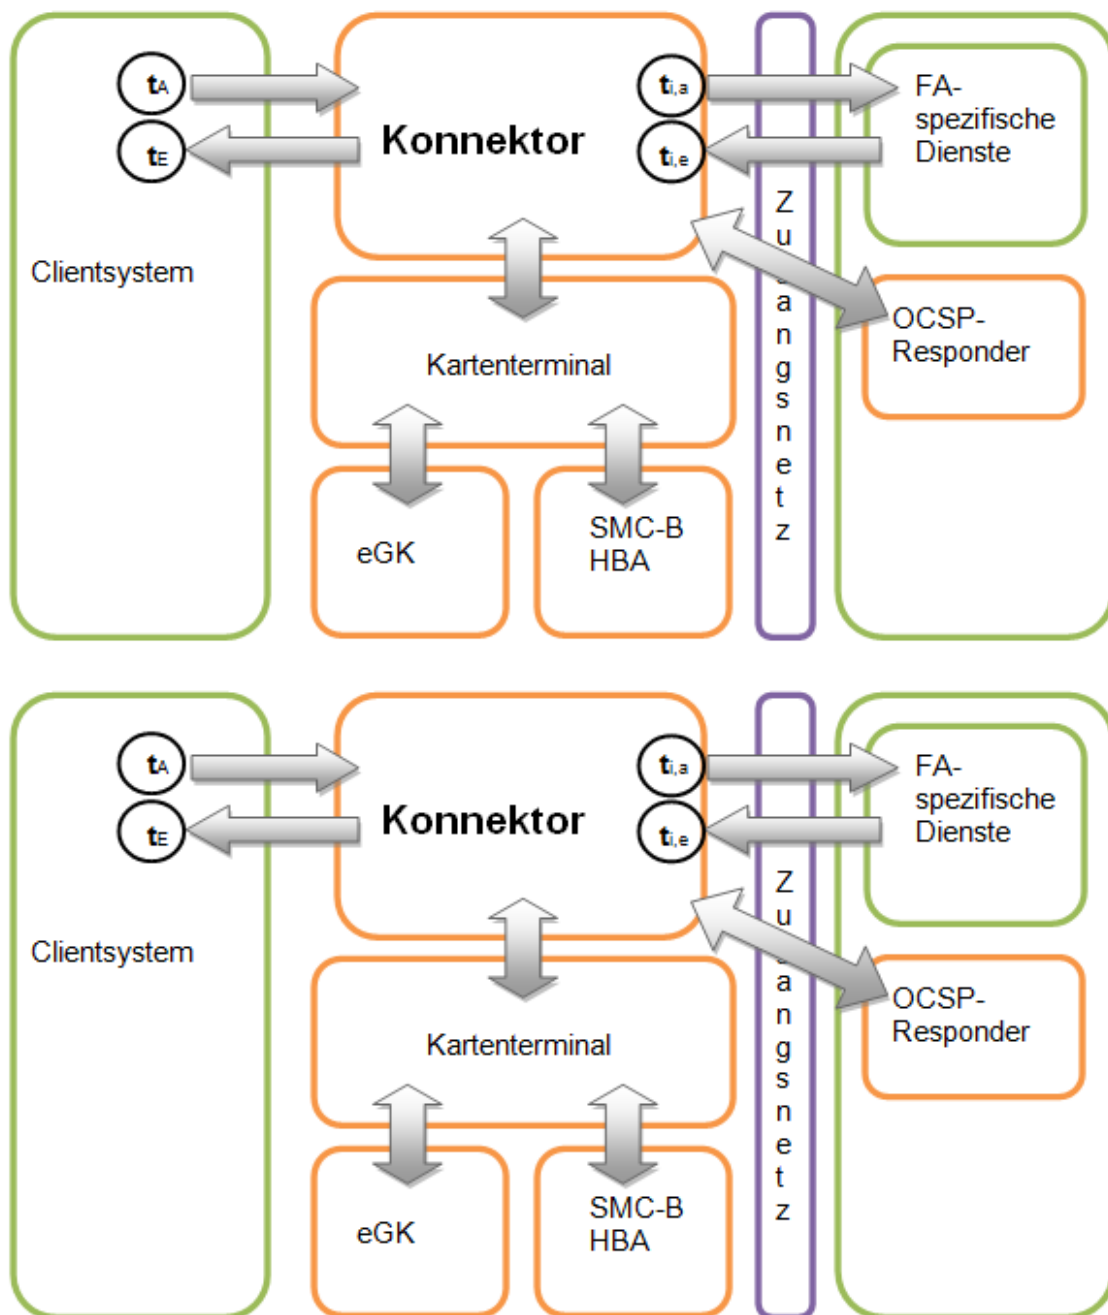 tA
ti,a
FA-
spezifische
Dienste
tE
Konnektor
ti,e
Z
u
g
a
n
g
s
n
e
t
z
Clientsystem
OCSP-
Responder
Kartenterminal
eGK
SMC-B
HBA
tA
ti,a
FA-
spezifische
Dienste
tE
Konnektor
ti,e
Z
u
g
a
n
g
s
n
e
t
z
Clientsystem
OCSP-
Responder
Kartenterminal
eGK
SMC-B
HBA